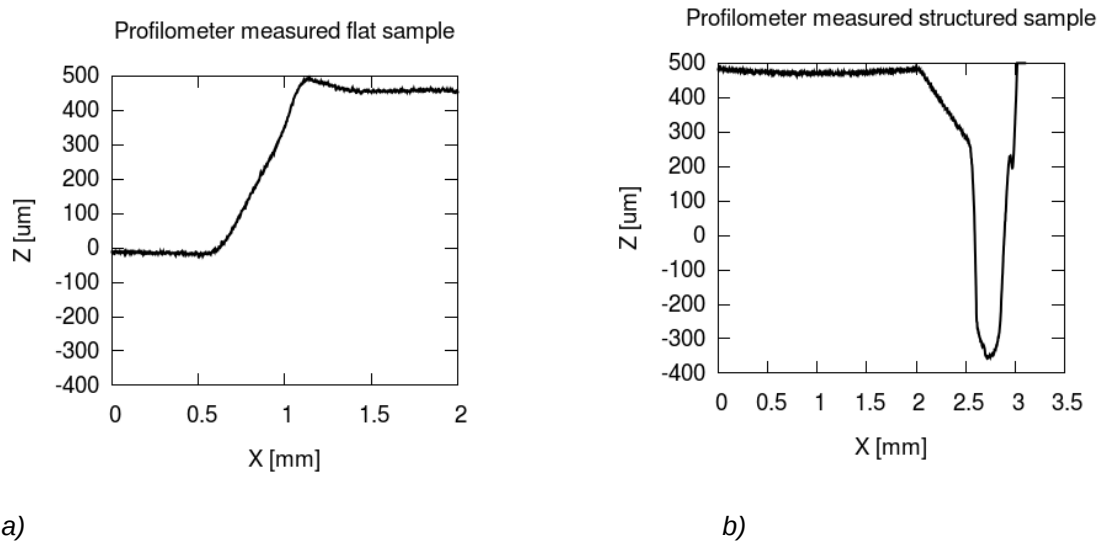 Profilometer measured flat sample
500
400
300
200
100
0
-100
-200
-300
-400
Z [um]
0 0.5 1 1.5 2
X [mm]
a)
Profilometer measured structured sample
500
400
300
200
100
0
-100
-200
-300
-400
Z [um]
0 0.5 1 1.5 2 2.5 3 3.5
X [mm]
b)